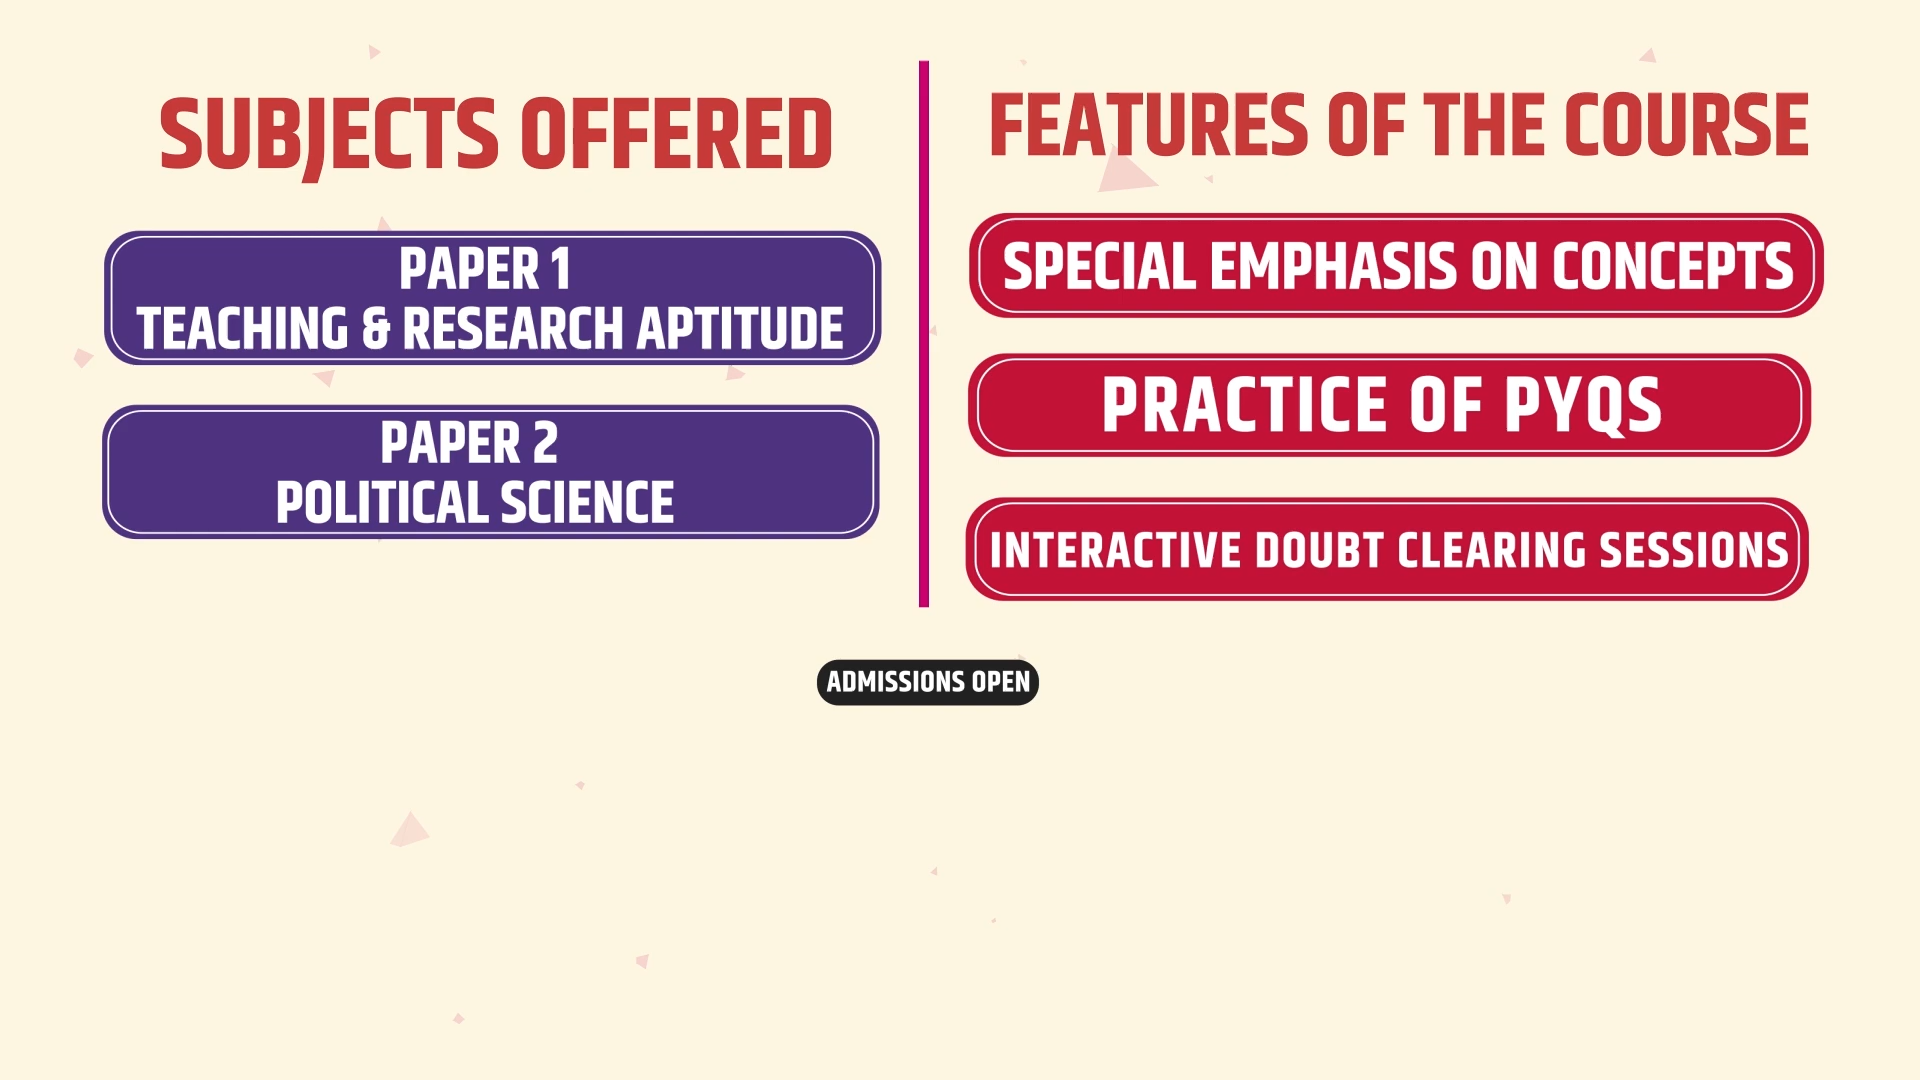 SUBJECTS OFFERED
PAPER 1
TEACHING & RESEARCH APTITUDE
PAPER 2
POLITICAL SCIENCE
FEATURES OF THE COURSE
SPECIAL EMPHASIS ON CONCEPTS
PRACTICE OF PYQS
INTERACTIVE DOUBT CLEARING SESSIONS
ADMISSIONS OPEN